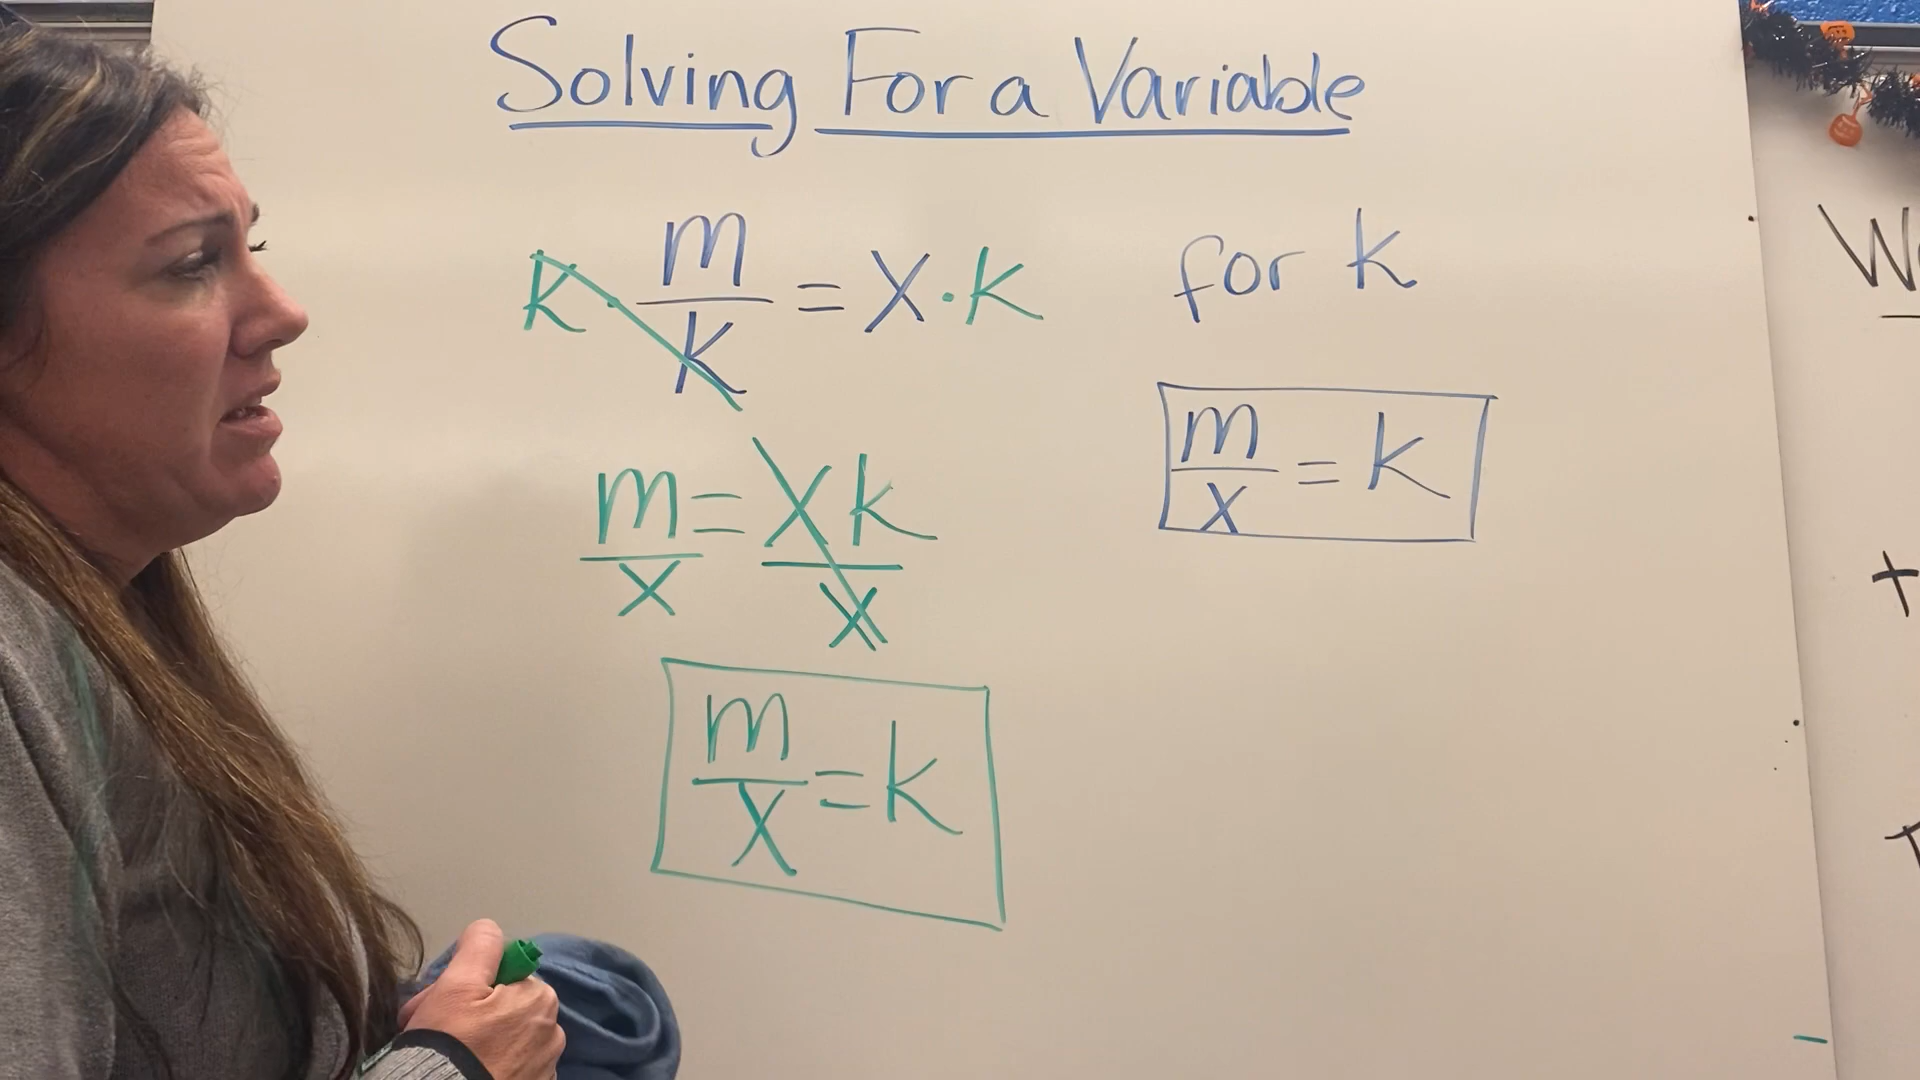 Solving For a Variable
k · m/k = x · k
for k
m/x = xk/x
m/x = k
m/x = k
W
+